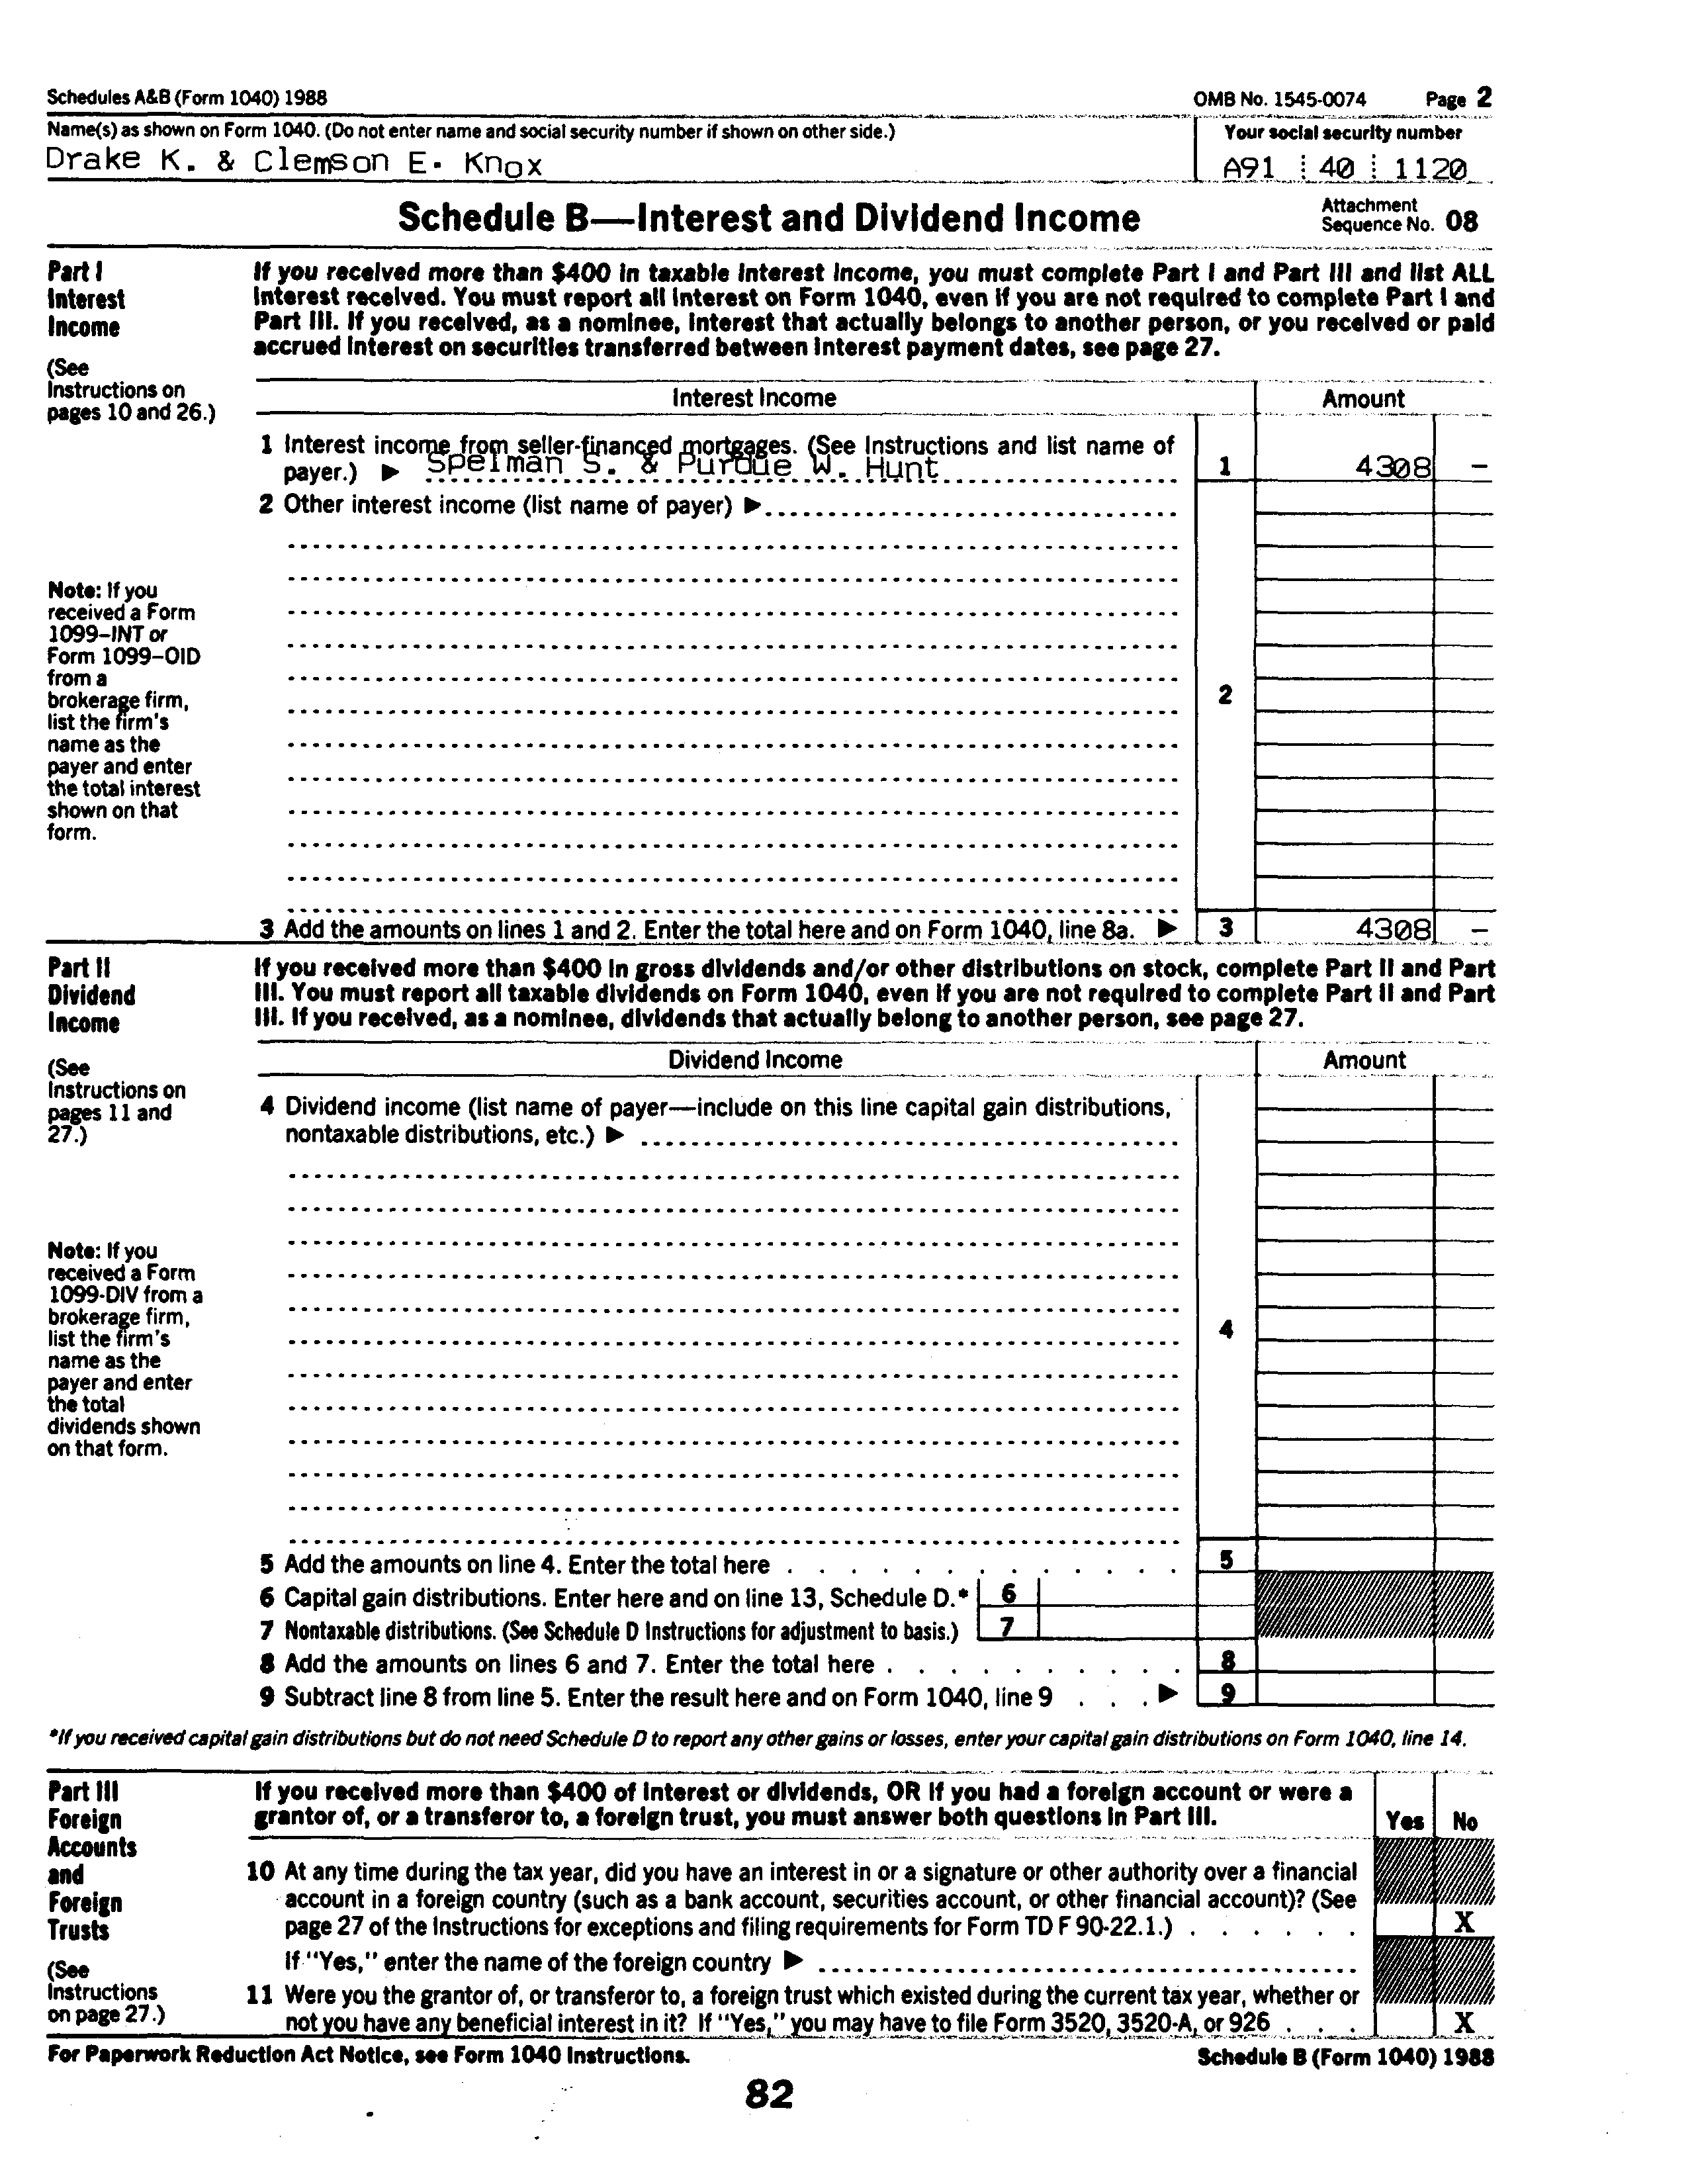 Schedules A&B (Form 1040) 1988 OMB No. 1545-0074 Page 2
Name(s) as shown on Form 1040. (Do not enter name and social security number if shown on other side.) Your social security number
Drake K. & Clemson E. Knox A91 40 1120
Schedule B—Interest and Dividend Income
Attachment
Sequence No. 08
Part I
Interest
Income
(See
Instructions on
pages 10 and 26.)
If you received more than $400 in taxable interest income, you must complete Part I and Part III and list ALL
interest received. You must report all interest on Form 1040, even if you are not required to complete Part I and
Part III. If you received, as a nominee, interest that actually belongs to another person, or you received or paid
accrued interest on securities transferred between interest payment dates, see page 27.
Interest Income Amount
1 Interest income from seller-financed mortgages. (See Instructions and list name of
payer.) ▶ Spelman S. & Purdue W. Hunt 1 4308 –
2 Other interest income (list name of payer) ▶
Note: If you
received a Form
1099–INT or
Form 1099–OID
from a
brokerage firm,
list the firm's
name as the
payer and enter
the total interest
shown on that
form.
2
3 Add the amounts on lines 1 and 2. Enter the total here and on Form 1040, line 8a. ▶ 3 4308 –
Part II
Dividend
Income
(See
Instructions on
pages 11 and
27.)
If you received more than $400 in gross dividends and/or other distributions on stock, complete Part II and Part
III. You must report all taxable dividends on Form 1040, even if you are not required to complete Part II and Part
III. If you received, as a nominee, dividends that actually belong to another person, see page 27.
Dividend Income Amount
4 Dividend income (list name of payer—include on this line capital gain distributions,
nontaxable distributions, etc.) ▶
Note: If you
received a Form
1099-DIV from a
brokerage firm,
list the firm's
name as the
payer and enter
the total
dividends shown
on that form.
4
5 Add the amounts on line 4. Enter the total here 5
6 Capital gain distributions. Enter here and on line 13, Schedule D.* 6
7 Nontaxable distributions. (See Schedule D Instructions for adjustment to basis.) 7
8 Add the amounts on lines 6 and 7. Enter the total here 8
9 Subtract line 8 from line 5. Enter the result here and on Form 1040, line 9 ▶ 9
*If you received capital gain distributions but do not need Schedule D to report any other gains or losses, enter your capital gain distributions on Form 1040, line 14.
Part III
Foreign
Accounts
and
Foreign
Trusts
(See
Instructions
on page 27.)
If you received more than $400 of interest or dividends, OR if you had a foreign account or were a
grantor of, or a transferor to, a foreign trust, you must answer both questions in Part III. Yes No
10 At any time during the tax year, did you have an interest in or a signature or other authority over a financial
account in a foreign country (such as a bank account, securities account, or other financial account)? (See
page 27 of the Instructions for exceptions and filing requirements for Form TD F 90-22.1.) X
If "Yes," enter the name of the foreign country ▶
11 Were you the grantor of, or transferor to, a foreign trust which existed during the current tax year, whether or
not you have any beneficial interest in it? If "Yes," you may have to file Form 3520, 3520-A, or 926 X
For Paperwork Reduction Act Notice, see Form 1040 Instructions. Schedule B (Form 1040) 1988
82